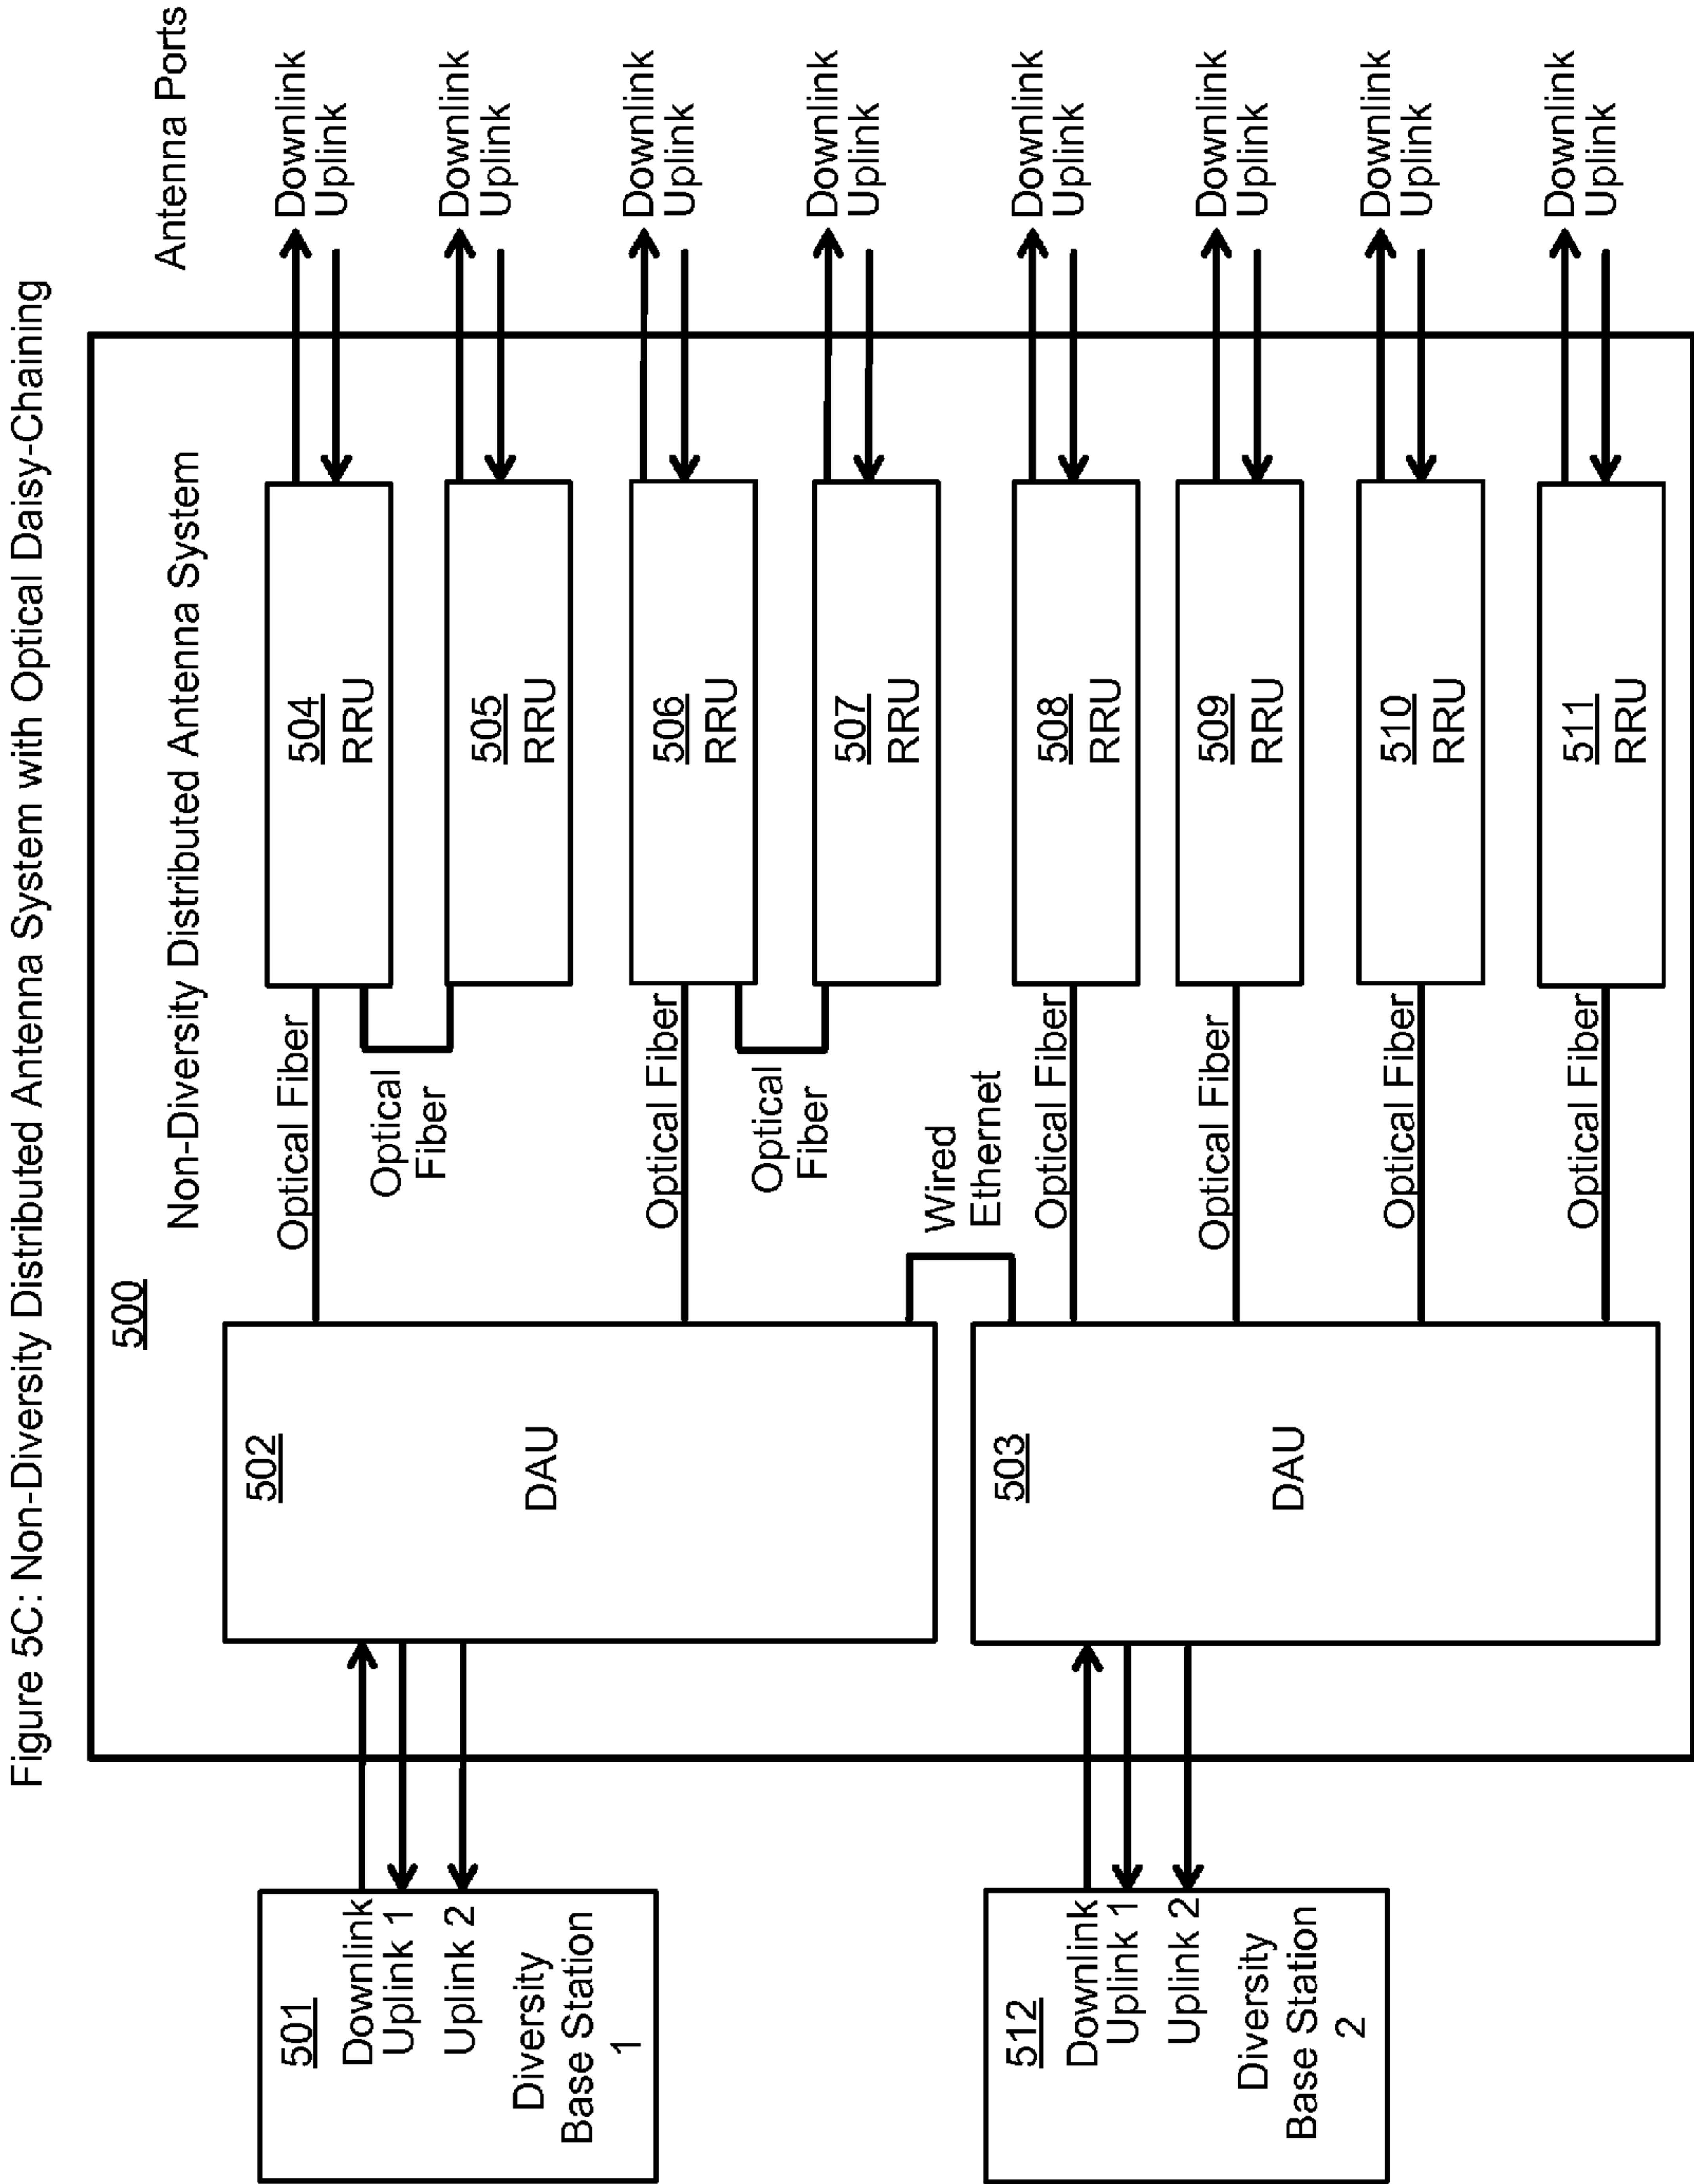 Figure 5C: Non-Diversity Distributed Antenna System with Optical Daisy-Chaining
Antenna Ports
500
Non-Diversity Distributed Antenna System
501
Downlink
Uplink 1
Uplink 2
Diversity
Base Station
1
502
DAU
Optical Fiber
504
RRU
Downlink
Uplink
Optical
Fiber
505
RRU
Downlink
Uplink
Optical Fiber
506
RRU
Downlink
Uplink
Optical
Fiber
507
RRU
Downlink
Uplink
Wired
Ethernet
512
Downlink
Uplink 1
Uplink 2
Diversity
Base Station
2
503
DAU
Optical Fiber
508
RRU
Downlink
Uplink
Optical Fiber
509
RRU
Downlink
Uplink
Optical Fiber
510
RRU
Downlink
Uplink
Optical Fiber
511
RRU
Downlink
Uplink